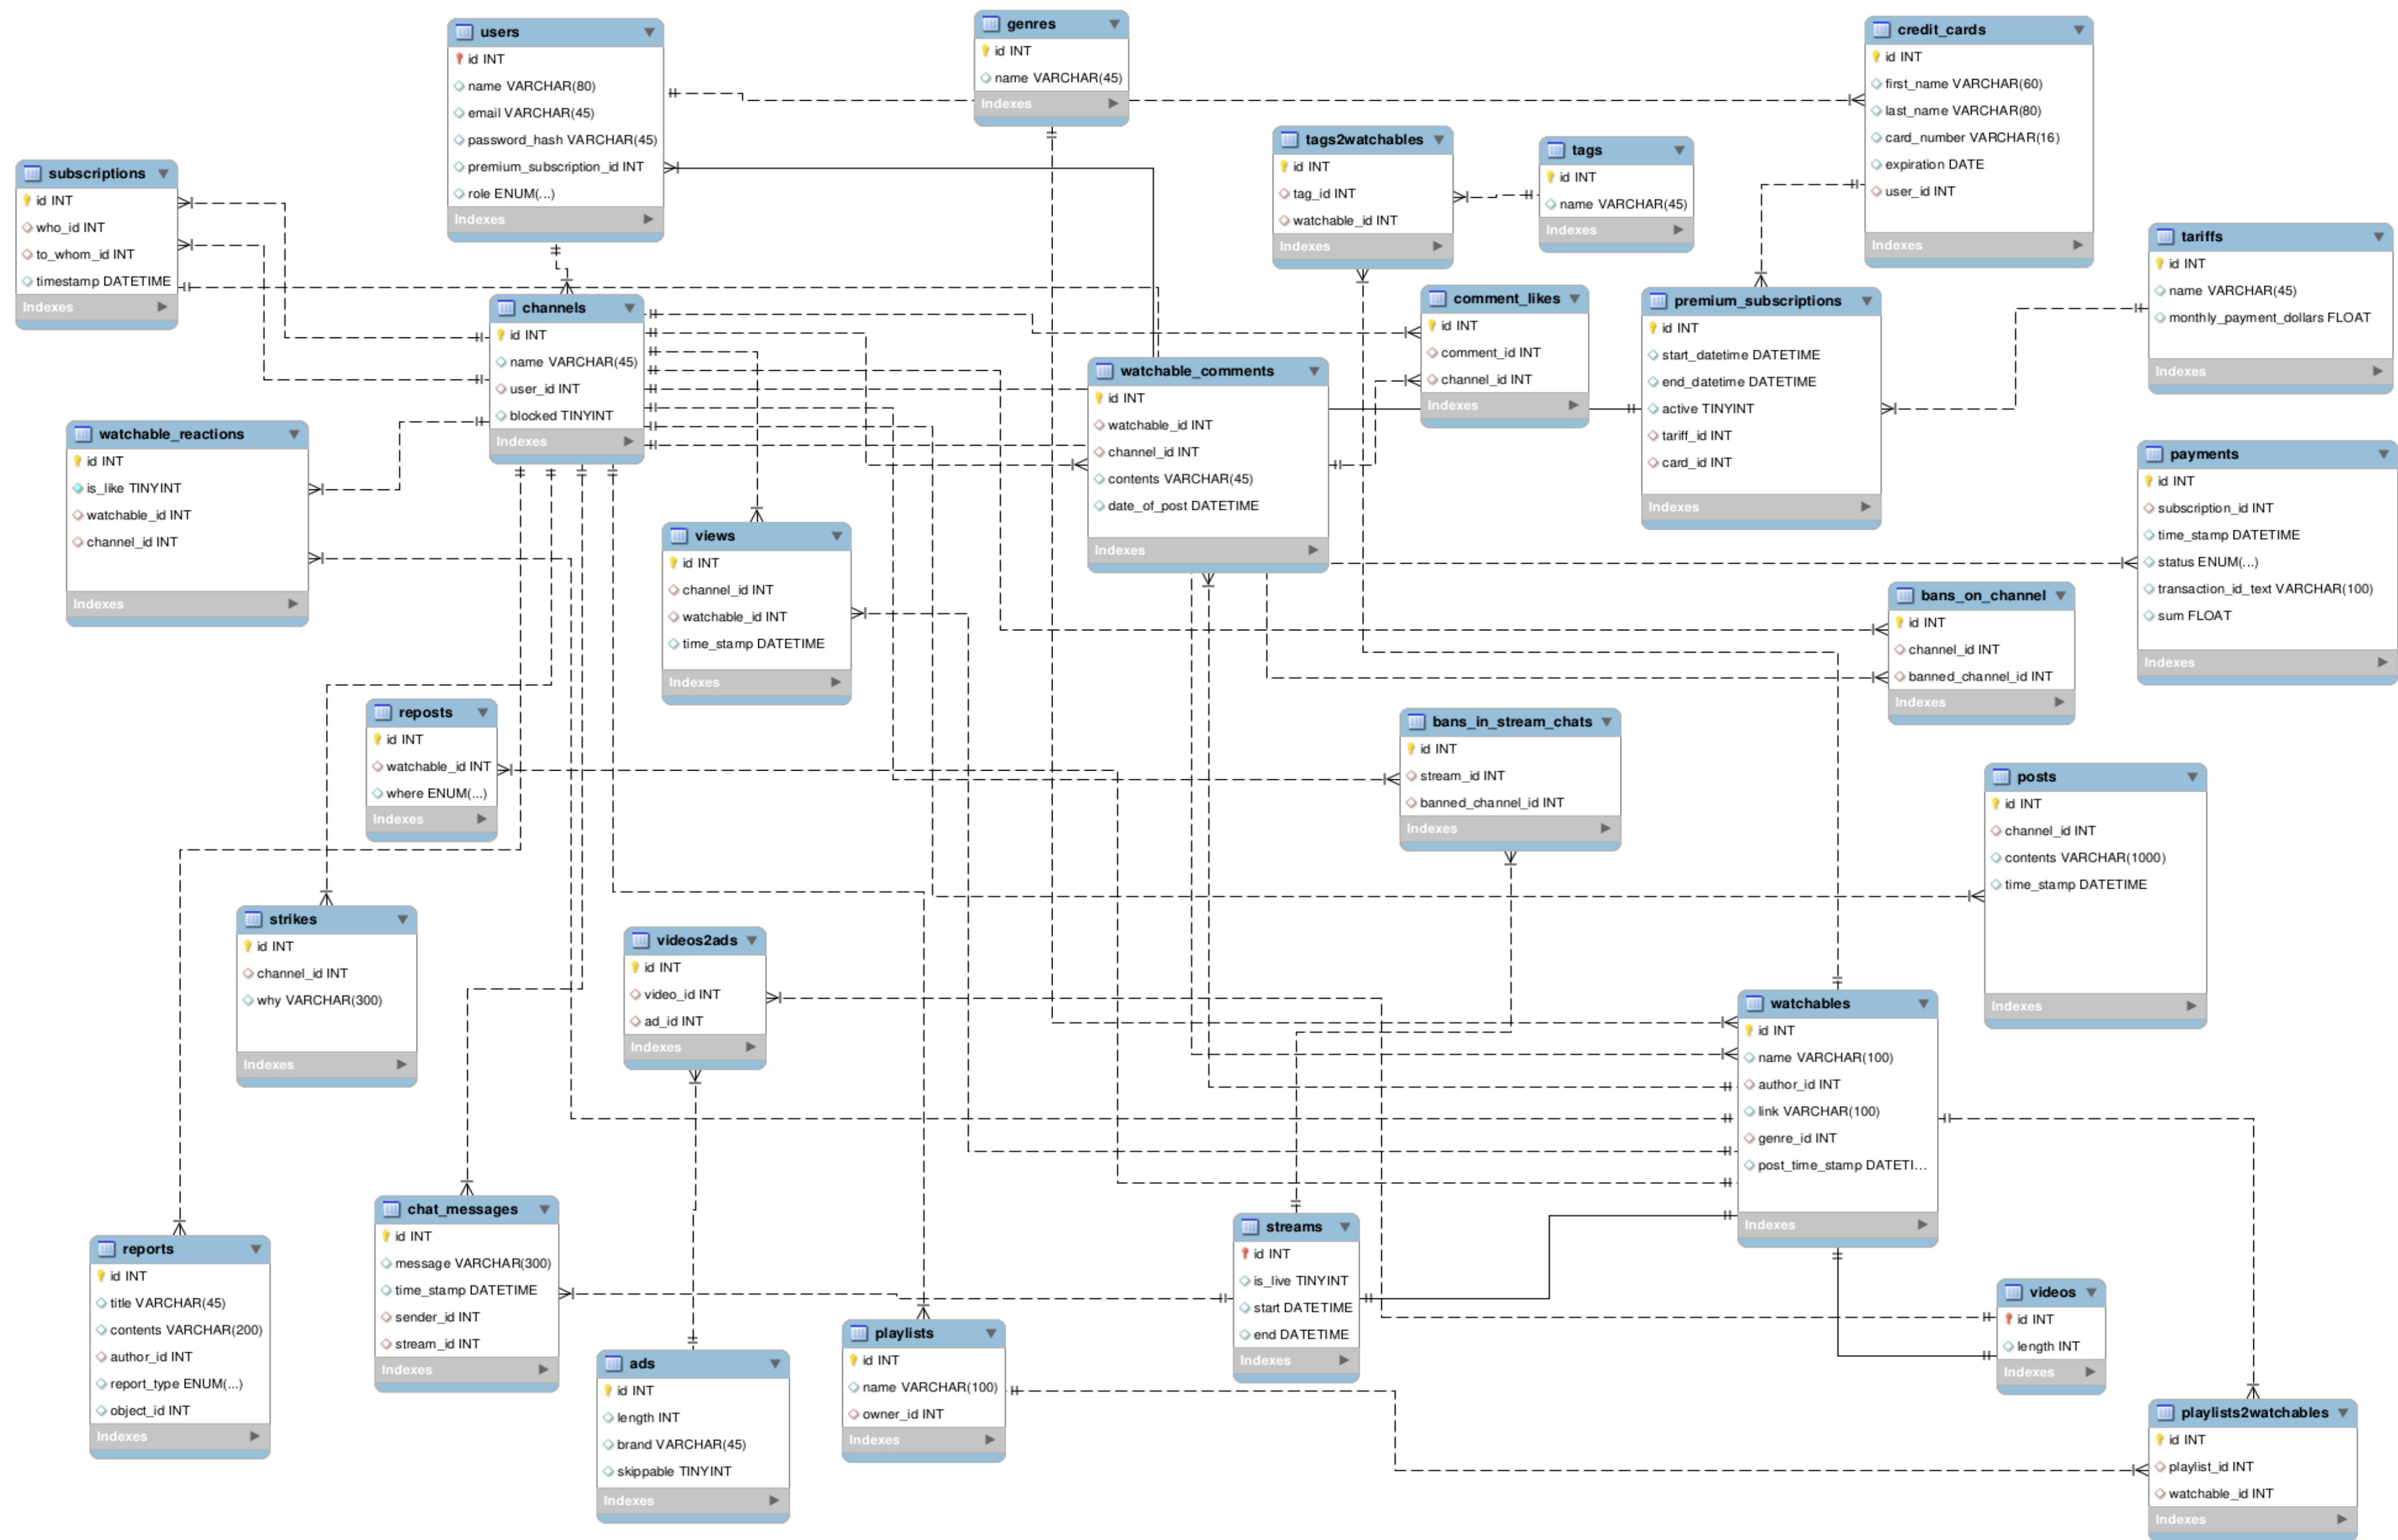 users
id INT
name VARCHAR(80)
email VARCHAR(45)
password_hash VARCHAR(45)
premium_subscription_id INT
role ENUM(...)
Indexes
genres
id INT
name VARCHAR(45)
Indexes
credit_cards
id INT
first_name VARCHAR(60)
last_name VARCHAR(80)
card_number VARCHAR(16)
expiration DATE
user_id INT
Indexes
tags2watchables
id INT
tag_id INT
watchable_id INT
Indexes
tags
id INT
name VARCHAR(45)
Indexes
subscriptions
id INT
who_id INT
to_whom_id INT
timestamp DATETIME
Indexes
tariffs
id INT
name VARCHAR(45)
monthly_payment_dollars FLOAT
Indexes
channels
id INT
name VARCHAR(45)
user_id INT
blocked TINYINT
Indexes
comment_likes
id INT
comment_id INT
channel_id INT
Indexes
premium_subscriptions
id INT
start_datetime DATETIME
end_datetime DATETIME
active TINYINT
tariff_id INT
card_id INT
Indexes
watchable_comments
id INT
watchable_id INT
channel_id INT
contents VARCHAR(45)
date_of_post DATETIME
Indexes
watchable_reactions
id INT
is_like TINYINT
watchable_id INT
channel_id INT
Indexes
payments
id INT
subscription_id INT
time_stamp DATETIME
status ENUM(...)
transaction_id_text VARCHAR(100)
sum FLOAT
Indexes
views
id INT
channel_id INT
watchable_id INT
time_stamp DATETIME
Indexes
bans_on_channel
id INT
channel_id INT
banned_channel_id INT
Indexes
reposts
id INT
watchable_id INT
where ENUM(...)
Indexes
bans_in_stream_chats
id INT
stream_id INT
banned_channel_id INT
Indexes
posts
id INT
channel_id INT
contents VARCHAR(1000)
time_stamp DATETIME
Indexes
strikes
id INT
channel_id INT
why VARCHAR(300)
Indexes
videos2ads
id INT
video_id INT
ad_id INT
Indexes
watchables
id INT
name VARCHAR(100)
author_id INT
link VARCHAR(100)
genre_id INT
post_time_stamp DATETI...
Indexes
chat_messages
id INT
message VARCHAR(300)
time_stamp DATETIME
sender_id INT
stream_id INT
Indexes
streams
id INT
is_live TINYINT
start DATETIME
end DATETIME
Indexes
reports
id INT
title VARCHAR(45)
contents VARCHAR(200)
author_id INT
report_type ENUM(...)
object_id INT
Indexes
videos
id INT
length INT
Indexes
playlists
id INT
name VARCHAR(100)
owner_id INT
Indexes
ads
id INT
length INT
brand VARCHAR(45)
skippable TINYINT
Indexes
playlists2watchables
id INT
playlist_id INT
watchable_id INT
Indexes